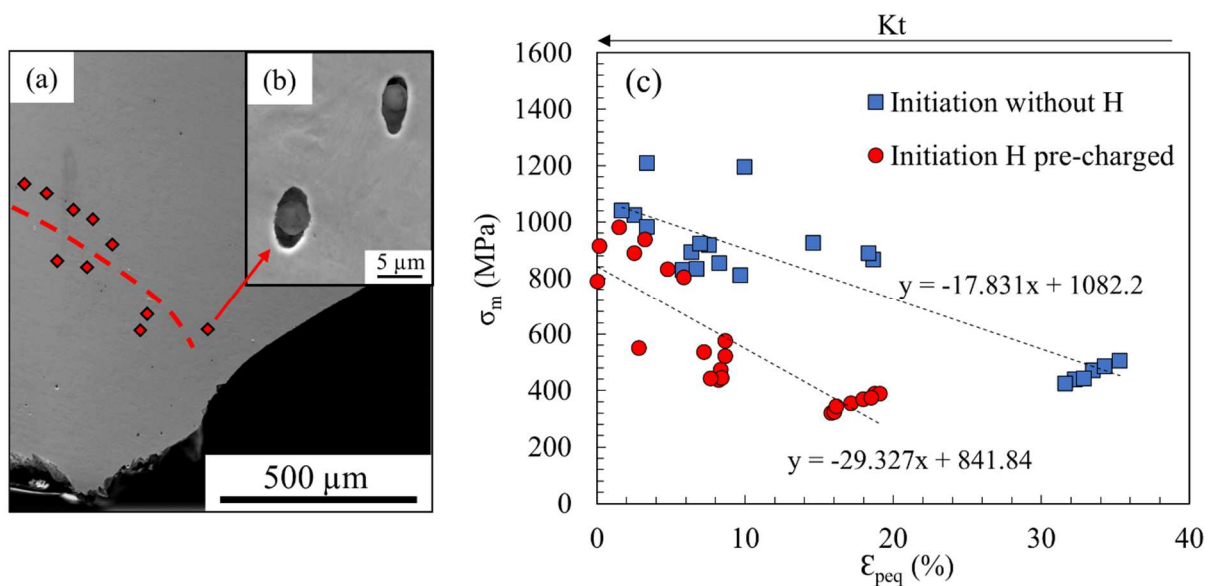 (a)
(b)
5 µm
500 µm
Kt
(c)
Initiation without H
Initiation H pre-charged
1600
1400
1200
1000
800
600
400
200
0
σm (MPa)
y = -17.831x + 1082.2
y = -29.327x + 841.84
0 10 20 30 40
Ɛpeq (%)